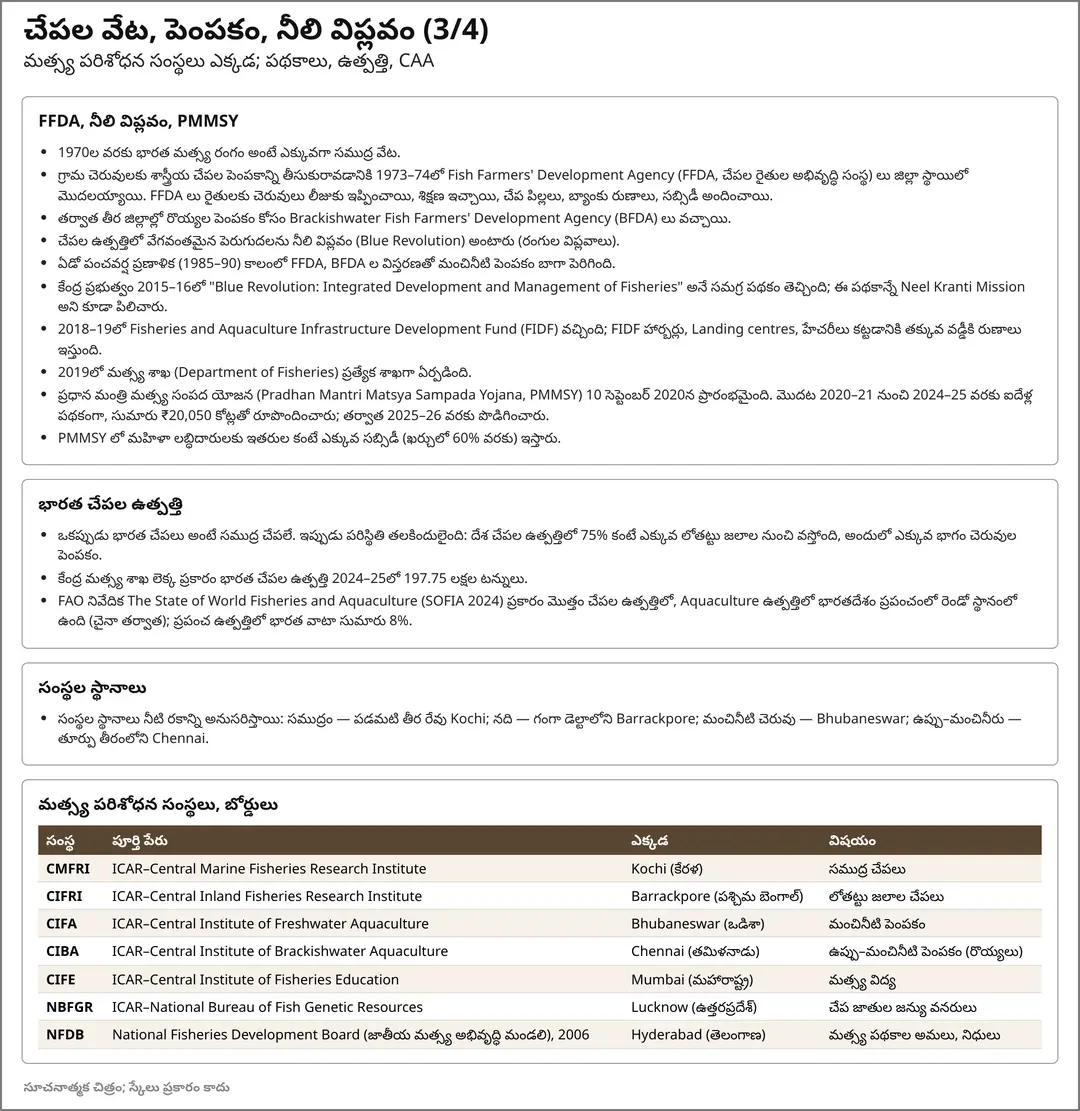 చేపల వేట, పెంపకం, నీలి విప్లవం (3/4)
మత్స్య పరిశోధన సంస్థలు ఎక్కడ; పథకాలు, ఉత్పత్తి, CAA
FFDA, నీలి విప్లవం, PMMSY
• 1970ల వరకు భారత మత్స్య రంగం అంటే ఎక్కువగా సముద్ర వేట.
• గ్రామ చెరువులకు శాస్త్రీయ చేపల పెంపకాన్ని తీసుకురావడానికి 1973–74లో Fish Farmers' Development Agency (FFDA, చేపల రైతుల అభివృద్ధి సంస్థ) లు జిల్లా స్థాయిలో
మొదలయ్యాయి. FFDA లు రైతులకు చెరువులు లీజుకు ఇప్పించాయి, శిక్షణ ఇచ్చాయి, చేప పిల్లలు, బ్యాంకు రుణాలు, సబ్సిడీ అందించాయి.
• తర్వాత తీర జిల్లాల్లో రొయ్యల పెంపకం కోసం Brackishwater Fish Farmers' Development Agency (BFDA) లు వచ్చాయి.
• చేపల ఉత్పత్తిలో వేగవంతమైన పెరుగుదలను నీలి విప్లవం (Blue Revolution) అంటారు (రంగుల విప్లవాలు).
• ఏడో పంచవర్ష ప్రణాళిక (1985–90) కాలంలో FFDA, BFDA ల విస్తరణతో మంచినీటి పెంపకం బాగా పెరిగింది.
• కేంద్ర ప్రభుత్వం 2015–16లో "Blue Revolution: Integrated Development and Management of Fisheries" అనే సమగ్ర పథకం తెచ్చింది; ఈ పథకాన్నే Neel Kranti Mission
అని కూడా పిలిచారు.
• 2018–19లో Fisheries and Aquaculture Infrastructure Development Fund (FIDF) వచ్చింది; FIDF హార్బర్లు, Landing centres, హేచరీలు కట్టడానికి తక్కువ వడ్డీకి రుణాలు
ఇస్తుంది.
• 2019లో మత్స్య శాఖ (Department of Fisheries) ప్రత్యేక శాఖగా ఏర్పడింది.
• ప్రధాన మంత్రి మత్స్య సంపద యోజన (Pradhan Mantri Matsya Sampada Yojana, PMMSY) 10 సెప్టెంబర్ 2020న ప్రారంభమైంది. మొదట 2020–21 నుంచి 2024–25 వరకు ఐదేళ్ల
పథకంగా, సుమారు ₹20,050 కోట్లతో రూపొందించారు; తర్వాత 2025–26 వరకు పొడిగించారు.
• PMMSY లో మహిళా లబ్ధిదారులకు ఇతరుల కంటే ఎక్కువ సబ్సిడీ (ఖర్చులో 60% వరకు) ఇస్తారు.
భారత చేపల ఉత్పత్తి
• ఒకప్పుడు భారత చేపలు అంటే సముద్ర చేపలే. ఇప్పుడు పరిస్థితి తలకిందులైంది: దేశ చేపల ఉత్పత్తిలో 75% కంటే ఎక్కువ లోతట్టు జలాల నుంచి వస్తోంది, అందులో ఎక్కువ భాగం చెరువుల
పెంపకం.
• కేంద్ర మత్స్య శాఖ లెక్క ప్రకారం భారత చేపల ఉత్పత్తి 2024–25లో 197.75 లక్షల టన్నులు.
• FAO నివేదిక The State of World Fisheries and Aquaculture (SOFIA 2024) ప్రకారం మొత్తం చేపల ఉత్పత్తిలో, Aquaculture ఉత్పత్తిలో భారతదేశం ప్రపంచంలో రెండో స్థానంలో
ఉంది (చైనా తర్వాత); ప్రపంచ ఉత్పత్తిలో భారత వాటా సుమారు 8%.
సంస్థల స్థానాలు
• సంస్థల స్థానాలు నీటి రకాన్ని అనుసరిస్తాయి: సముద్రం — పడమటి తీర రేవు Kochi; నది — గంగా డెల్టాలోని Barrackpore; మంచినీటి చెరువు — Bhubaneswar; ఉప్పు–మంచినీరు —
తూర్పు తీరంలోని Chennai.
మత్స్య పరిశోధన సంస్థలు, బోర్డులు
సంస్థ పూర్తి పేరు ఎక్కడ విషయం
CMFRI ICAR–Central Marine Fisheries Research Institute Kochi (కేరళ) సముద్ర చేపలు
CIFRI ICAR–Central Inland Fisheries Research Institute Barrackpore (పశ్చిమ బెంగాల్) లోతట్టు జలాల చేపలు
CIFA ICAR–Central Institute of Freshwater Aquaculture Bhubaneswar (ఒడిశా) మంచినీటి పెంపకం
CIBA ICAR–Central Institute of Brackishwater Aquaculture Chennai (తమిళనాడు) ఉప్పు–మంచినీటి పెంపకం (రొయ్యలు)
CIFE ICAR–Central Institute of Fisheries Education Mumbai (మహారాష్ట్ర) మత్స్య విద్య
NBFGR ICAR–National Bureau of Fish Genetic Resources Lucknow (ఉత్తరప్రదేశ్) చేప జాతుల జన్యు వనరులు
NFDB National Fisheries Development Board (జాతీయ మత్స్య అభివృద్ధి మండలి), 2006 Hyderabad (తెలంగాణ) మత్స్య పథకాల అమలు, నిధులు
సూచనాత్మక చిత్రం; స్కేలు ప్రకారం కాదు